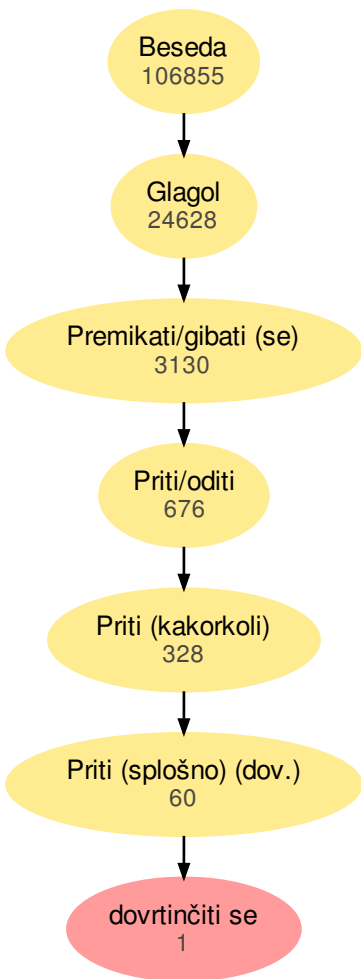 Beseda
106855
Glagol
24628
Premikati/gibati (se)
3130
Priti/oditi
676
Priti (kakorkoli)
328
Priti (splošno) (dov.)
60
dovrtinčiti se
1